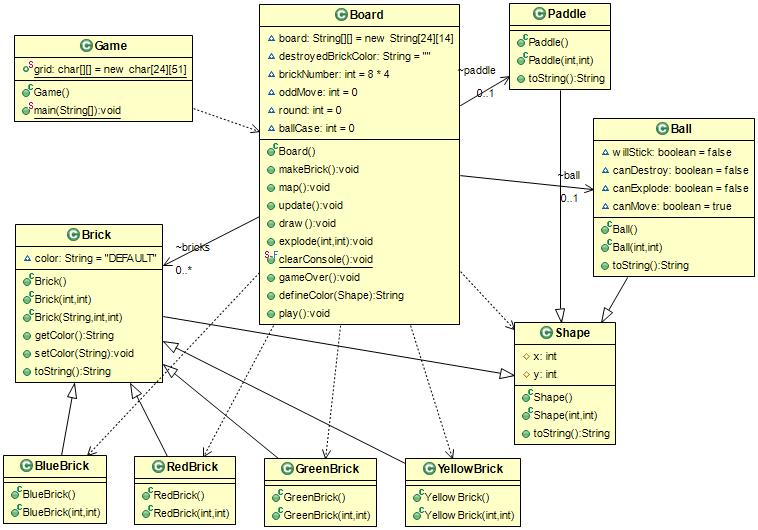 Game
grid: char[][] = new char[24][51]
Game()
main(String[]):void
Board
board: String[][] = new String[24][14]
destroyedBrickColor: String = ""
brickNumber: int = 8 * 4
oddMove: int = 0
round: int = 0
ballCase: int = 0
Board()
makeBrick():void
map():void
update():void
draw():void
explode(int,int):void
clearConsole():void
gameOver():void
defineColor(Shape):String
play():void
Paddle
Paddle()
Paddle(int,int)
toString():String
~paddle
0..1
Ball
willStick: boolean = false
canDestroy: boolean = false
canExplode: boolean = false
canMove: boolean = true
Ball()
Ball(int,int)
toString():String
~ball
0..1
~bricks
0..*
Brick
color: String = "DEFAULT"
Brick()
Brick(int,int)
Brick(String,int,int)
getColor():String
setColor(String):void
toString():String
Shape
x: int
y: int
Shape()
Shape(int,int)
toString():String
BlueBrick
BlueBrick()
BlueBrick(int,int)
RedBrick
RedBrick()
RedBrick(int,int)
GreenBrick
GreenBrick()
GreenBrick(int,int)
YellowBrick
YellowBrick()
YellowBrick(int,int)